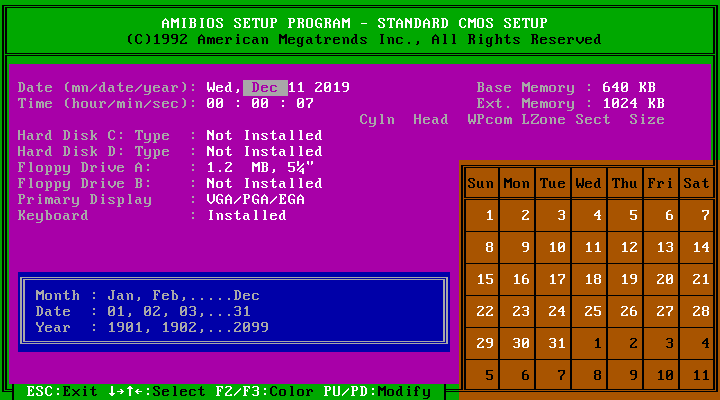 AMIBIOS SETUP PROGRAM - STANDARD CMOS SETUP
(C)1992 American Megatrends Inc., All Rights Reserved
Date (mn/date/year): Wed, Dec 11 2019 Base Memory : 640 KB
Time (hour/min/sec): 00 : 00 : 07 Ext. Memory : 1024 KB
Cyln Head WPcom LZone Sect Size
Hard Disk C: Type : Not Installed
Hard Disk D: Type : Not Installed
Floppy Drive A: : 1.2 MB, 5¼"
Floppy Drive B: : Not Installed
Primary Display : VGA/PGA/EGA
Keyboard : Installed
Sun Mon Tue Wed Thu Fri Sat
1 2 3 4 5 6 7
8 9 10 11 12 13 14
15 16 17 18 19 20 21
22 23 24 25 26 27 28
29 30 31 1 2 3 4
5 6 7 8 9 10 11
Month : Jan, Feb,.....Dec
Date : 01, 02, 03,...31
Year : 1901, 1902,...2099
ESC:Exit ↓→↑←:Select F2/F3:Color PU/PD:Modify